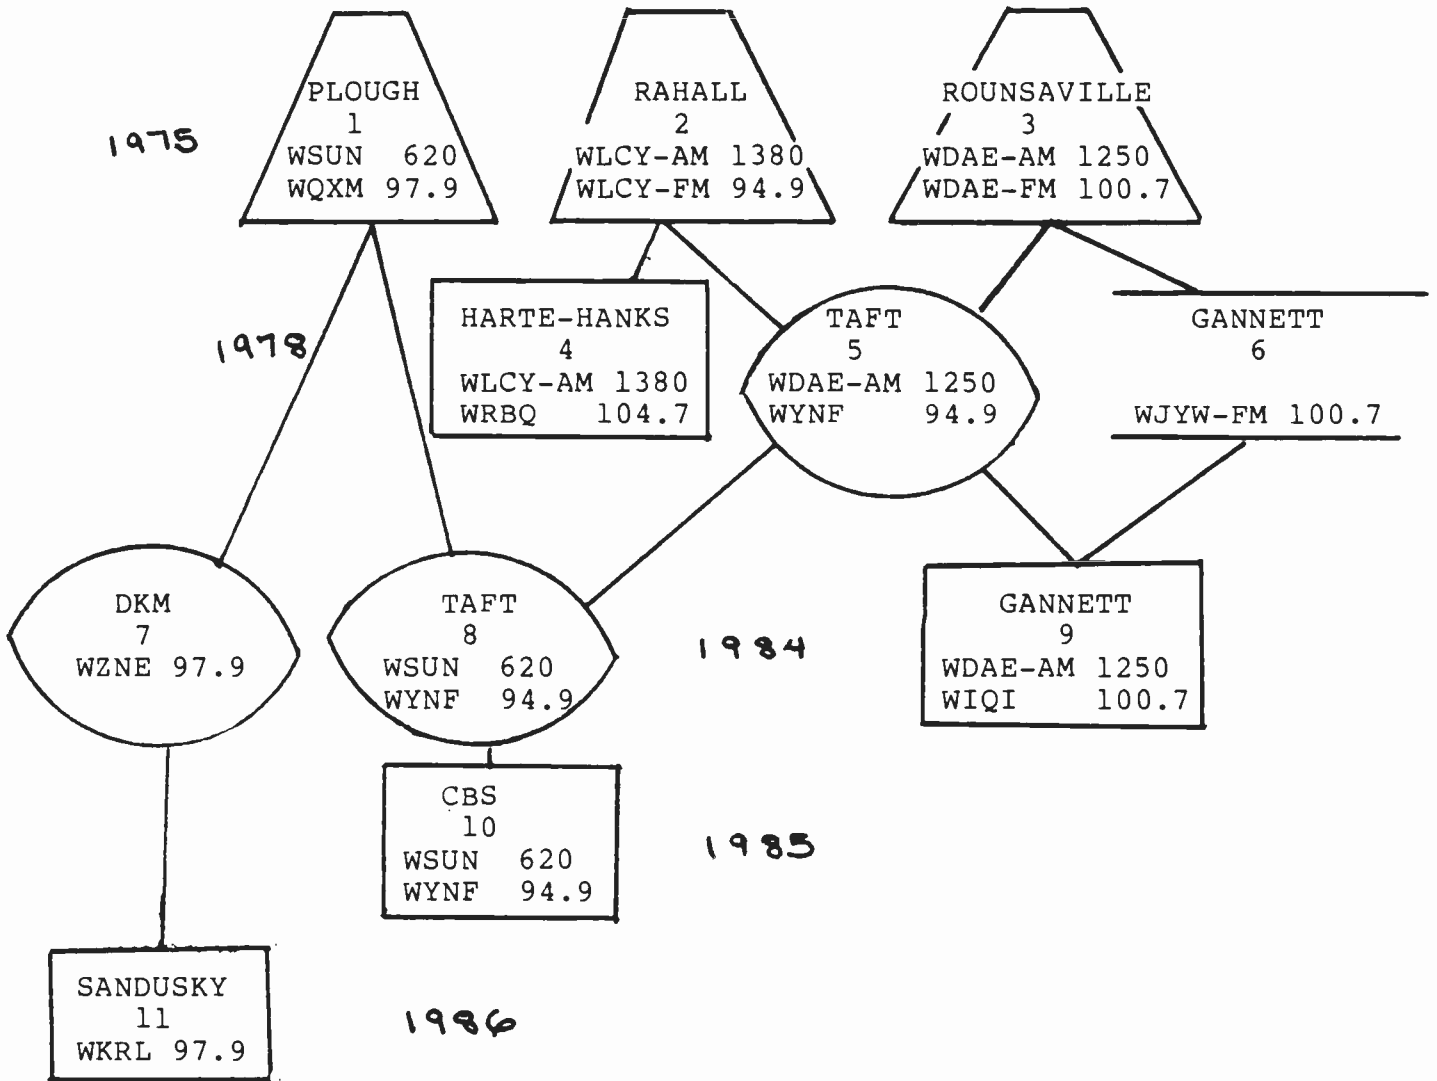 PLOUGH
1
WSUN 620
WQXM 97.9
RAHALL
2
WLCY-AM 1380
WLCY-FM 94.9
ROUNSAVILLE
3
WDAE-AM 1250
WDAE-FM 100.7
1975
HARTE-HANKS
4
WLCY-AM 1380
WRBQ 104.7
TAFT
5
WDAE-AM 1250
WYNF 94.9
GANNETT
6
WJYW-FM 100.7
1978
DKM
7
WZNE 97.9
TAFT
8
WSUN 620
WYNF 94.9
1984
GANNETT
9
WDAE-AM 1250
WIQI 100.7
CBS
10
WSUN 620
WYNF 94.9
1985
SANDUSKY
11
WKRL 97.9
1986